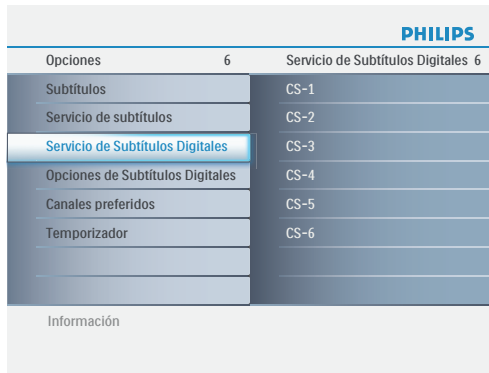 PHILIPS
Opciones 6
Servicio de Subtítulos Digitales 6
Subtítulos
Servicio de subtítulos
Servicio de Subtítulos Digitales
Opciones de Subtítulos Digitales
Canales preferidos
Temporizador
CS-1
CS-2
CS-3
CS-4
CS-5
CS-6
Información